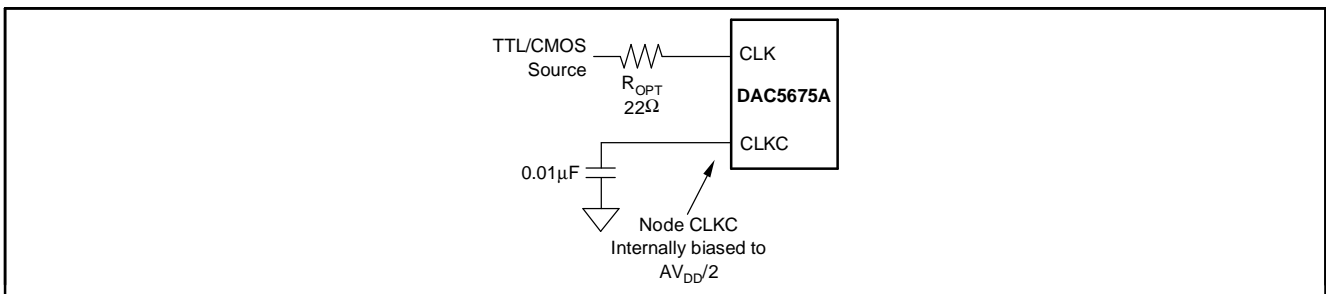 TTL/CMOS
Source
R_OPT
22Ω
CLK
DAC5675A
CLKC
0.01μF
Node CLKC
Internally biased to
AV_DD/2